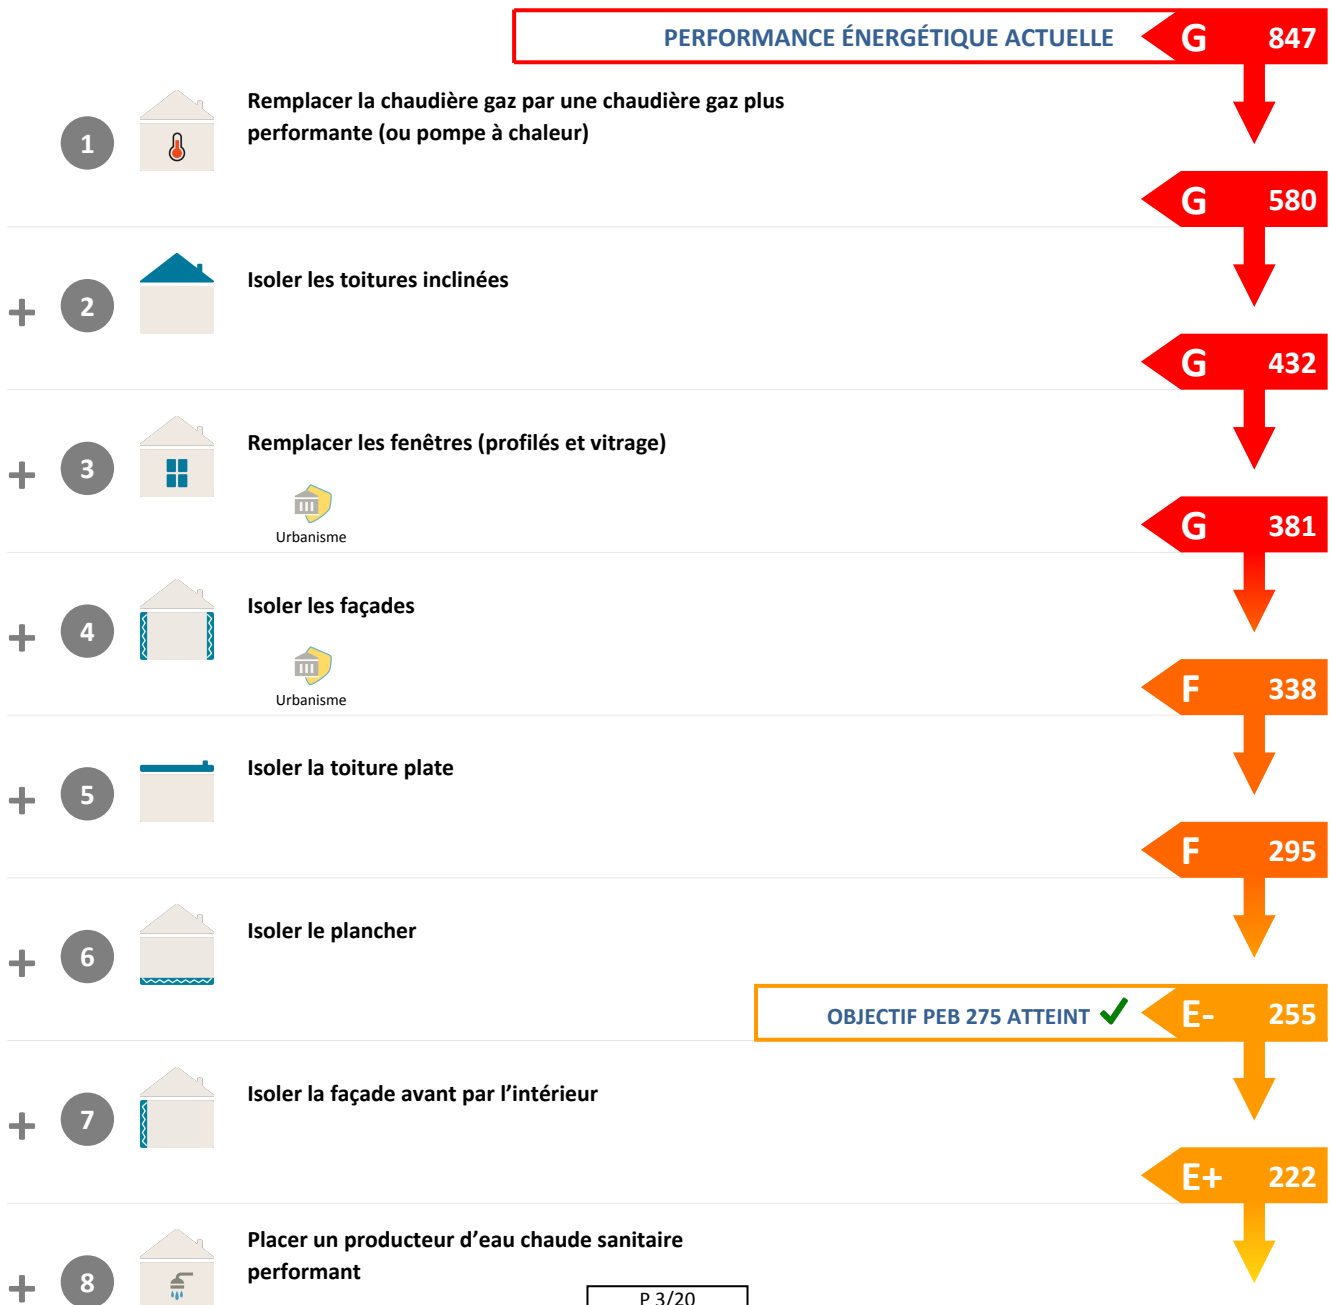 PERFORMANCE ÉNERGÉTIQUE ACTUELLE G 847
1 Remplacer la chaudière gaz par une chaudière gaz plus
performante (ou pompe à chaleur)
G 580
+ 2 Isoler les toitures inclinées
G 432
+ 3 Remplacer les fenêtres (profilés et vitrage)
Urbanisme
G 381
+ 4 Isoler les façades
Urbanisme
F 338
+ 5 Isoler la toiture plate
F 295
+ 6 Isoler le plancher
OBJECTIF PEB 275 ATTEINT E- 255
+ 7 Isoler la façade avant par l’intérieur
E+ 222
+ 8 Placer un producteur d’eau chaude sanitaire
performant
P 3/20